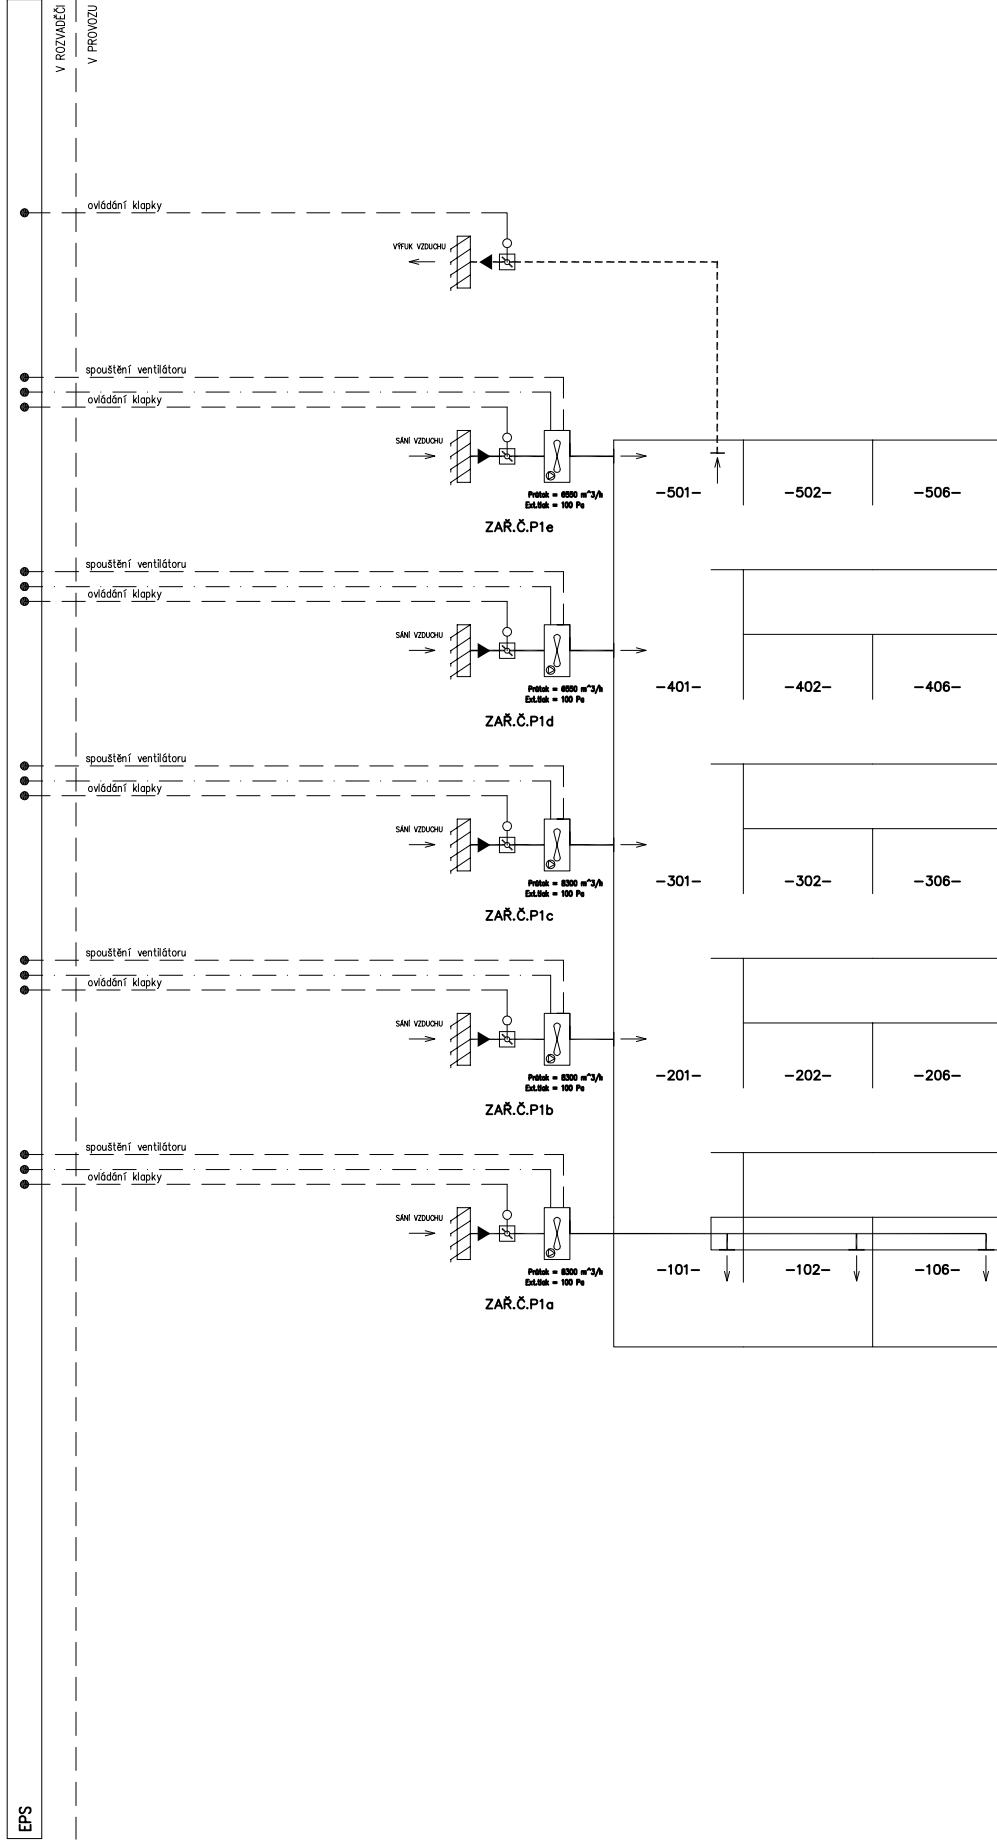 V ROZVADĚČI
V PROVOZU
ovládání klapky
VÝFUK VZDUCHU
spouštění ventilátoru
ovládání klapky
SÁNÍ VZDUCHU
Průtok = 6550 m^3/h
Ext.tlak = 100 Pa
ZAŘ.Č.P1e
-501-
-502-
-506-
spouštění ventilátoru
ovládání klapky
SÁNÍ VZDUCHU
Průtok = 6550 m^3/h
Ext.tlak = 100 Pa
ZAŘ.Č.P1d
-401-
-402-
-406-
spouštění ventilátoru
ovládání klapky
SÁNÍ VZDUCHU
Průtok = 8300 m^3/h
Ext.tlak = 100 Pa
ZAŘ.Č.P1c
-301-
-302-
-306-
spouštění ventilátoru
ovládání klapky
SÁNÍ VZDUCHU
Průtok = 8300 m^3/h
Ext.tlak = 100 Pa
ZAŘ.Č.P1b
-201-
-202-
-206-
spouštění ventilátoru
ovládání klapky
SÁNÍ VZDUCHU
Průtok = 8300 m^3/h
Ext.tlak = 100 Pa
ZAŘ.Č.P1a
-101-
-102-
-106-
EPS